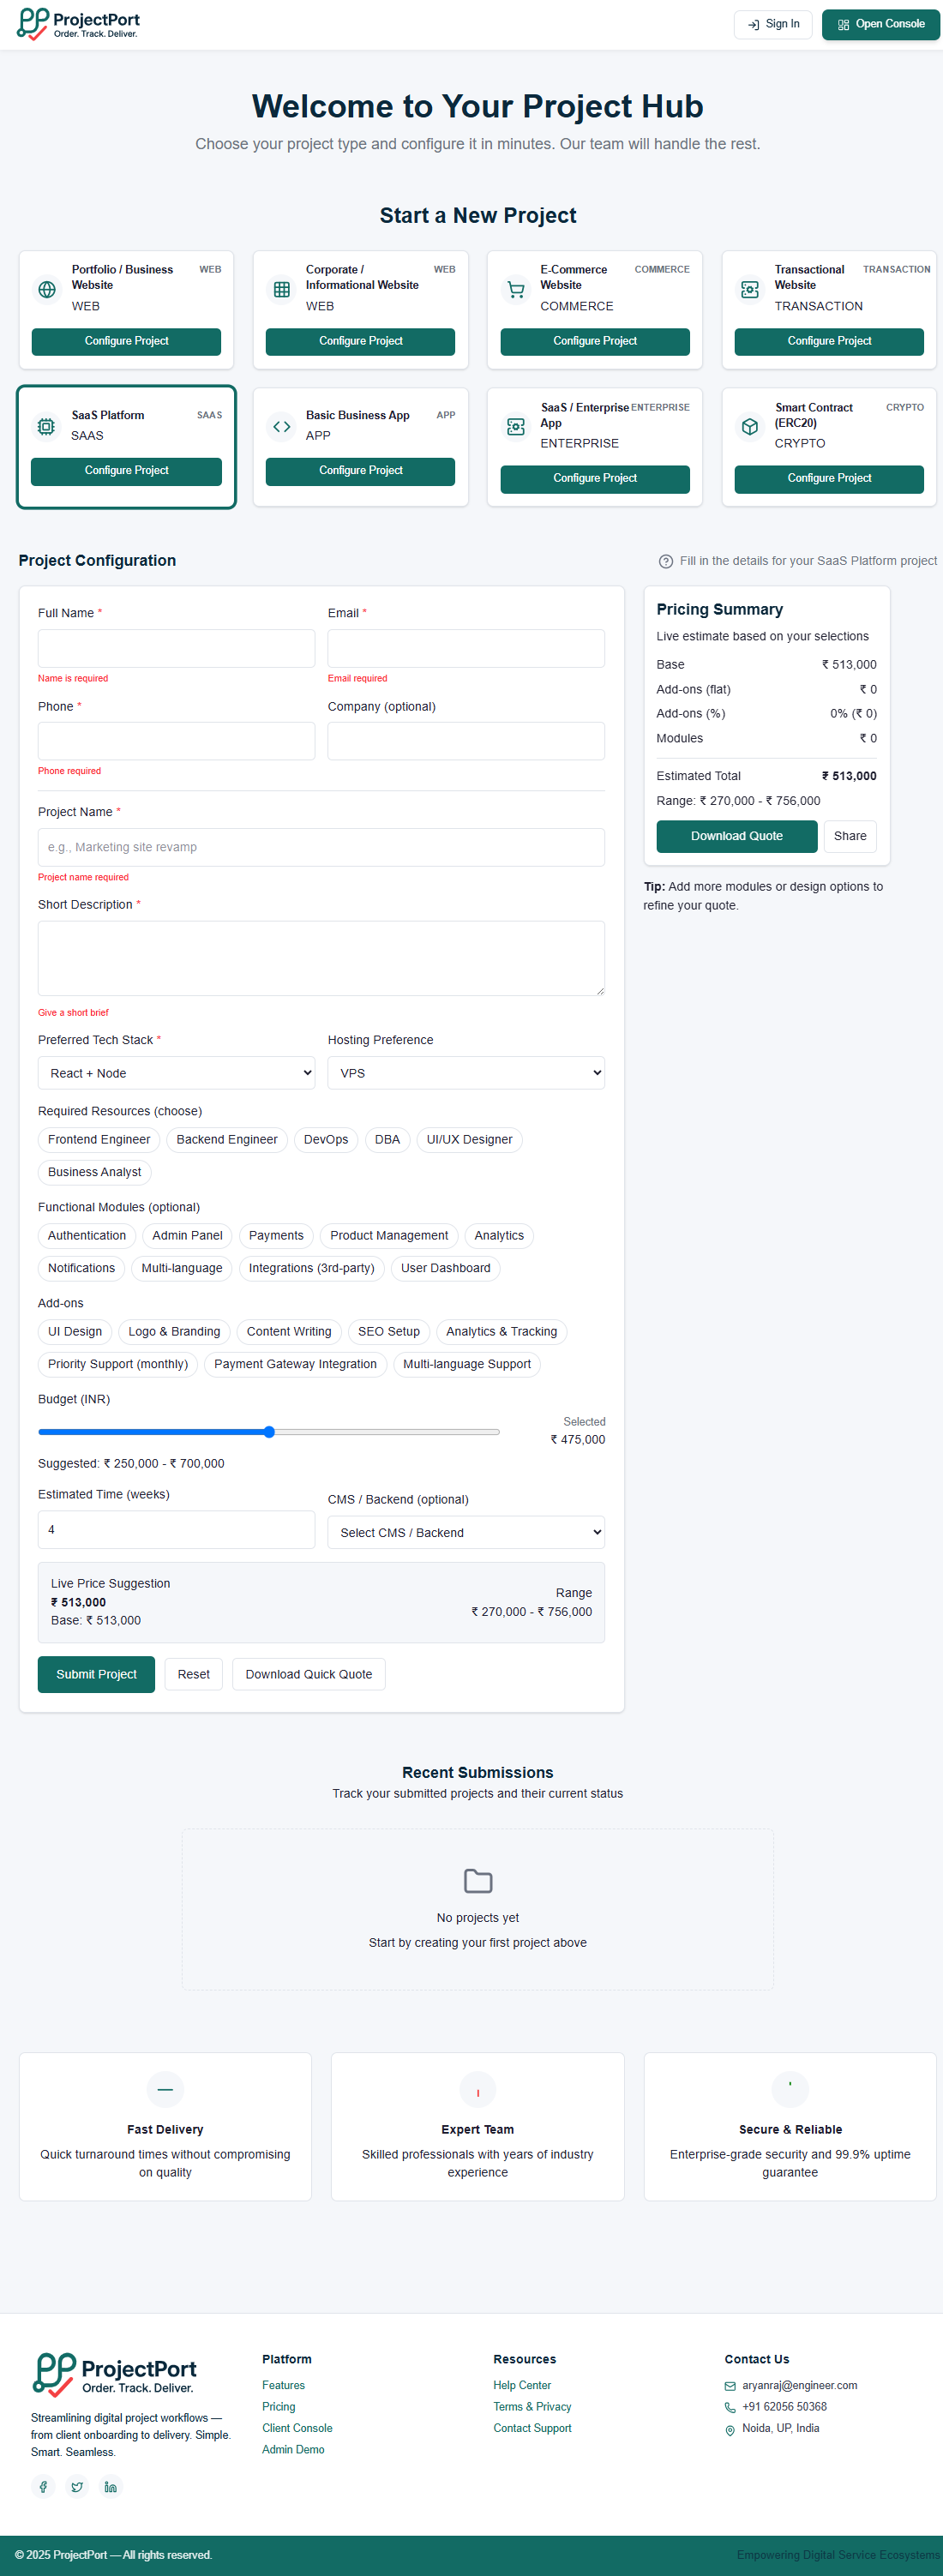 ProjectPort
Order. Track. Deliver.
Sign In
Open Console
Welcome to Your Project Hub
Choose your project type and configure it in minutes. Our team will handle the rest.
Start a New Project
Portfolio / Business
Website
WEB
WEB
Configure Project
Corporate /
Informational Website
WEB
WEB
Configure Project
E-Commerce
Website
COMMERCE
COMMERCE
Configure Project
Transactional
Website
TRANSACTION
TRANSACTION
Configure Project
SaaS Platform
SAAS
SAAS
Configure Project
Basic Business App
APP
APP
Configure Project
SaaS / Enterprise
App
ENTERPRISE
ENTERPRISE
Configure Project
Smart Contract
(ERC20)
CRYPTO
CRYPTO
Configure Project
Project Configuration
Fill in the details for your SaaS Platform project
Full Name *
Email *
Name is required
Email required
Phone *
Company (optional)
Phone required
Project Name *
e.g., Marketing site revamp
Project name required
Short Description *
Give a short brief
Preferred Tech Stack *
Hosting Preference
React + Node
VPS
Required Resources (choose)
Frontend Engineer
Backend Engineer
DevOps
DBA
UI/UX Designer
Business Analyst
Functional Modules (optional)
Authentication
Admin Panel
Payments
Product Management
Analytics
Notifications
Multi-language
Integrations (3rd-party)
User Dashboard
Add-ons
UI Design
Logo & Branding
Content Writing
SEO Setup
Analytics & Tracking
Priority Support (monthly)
Payment Gateway Integration
Multi-language Support
Budget (INR)
Selected
₹ 475,000
Suggested: ₹ 250,000 - ₹ 700,000
Estimated Time (weeks)
CMS / Backend (optional)
4
Select CMS / Backend
Live Price Suggestion
₹ 513,000
Base: ₹ 513,000
Range
₹ 270,000 - ₹ 756,000
Submit Project
Reset
Download Quick Quote
Pricing Summary
Live estimate based on your selections
Base ₹ 513,000
Add-ons (flat) ₹ 0
Add-ons (%) 0% (₹ 0)
Modules ₹ 0
Estimated Total ₹ 513,000
Range: ₹ 270,000 - ₹ 756,000
Download Quote
Share
Tip: Add more modules or design options to
refine your quote.
Recent Submissions
Track your submitted projects and their current status
No projects yet
Start by creating your first project above
Fast Delivery
Quick turnaround times without compromising
on quality
Expert Team
Skilled professionals with years of industry
experience
Secure & Reliable
Enterprise-grade security and 99.9% uptime
guarantee
ProjectPort
Order. Track. Deliver.
Streamlining digital project workflows —
from client onboarding to delivery. Simple.
Smart. Seamless.
Platform
Features
Pricing
Client Console
Admin Demo
Resources
Help Center
Terms & Privacy
Contact Support
Contact Us
aryanraj@engineer.com
+91 62056 50368
Noida, UP, India
© 2025 ProjectPort — All rights reserved.
Empowering Digital Service Ecosystems